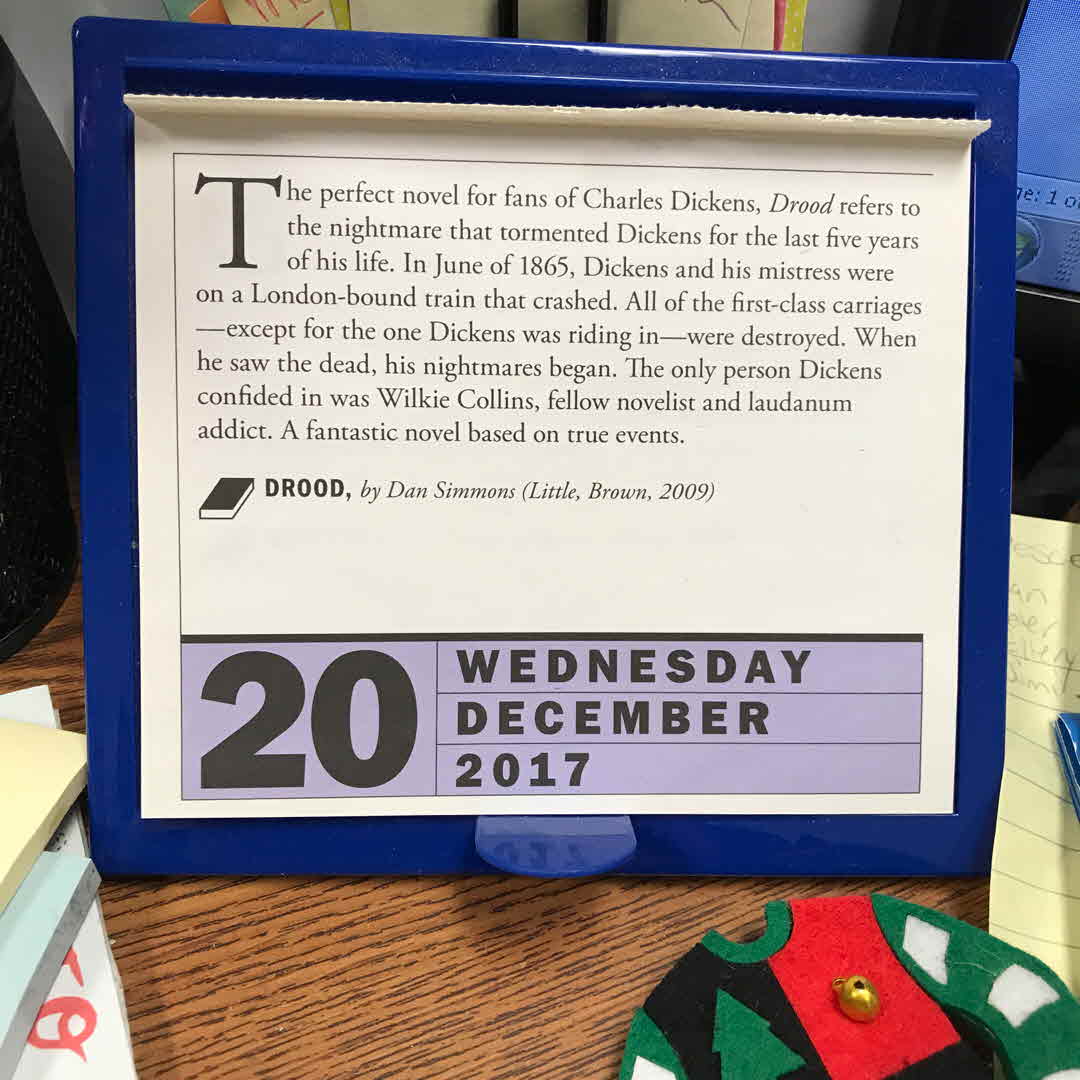 The perfect novel for fans of Charles Dickens, Drood refers to
the nightmare that tormented Dickens for the last five years
of his life. In June of 1865, Dickens and his mistress were
on a London-bound train that crashed. All of the first-class carriages
—except for the one Dickens was riding in—were destroyed. When
he saw the dead, his nightmares began. The only person Dickens
confided in was Wilkie Collins, fellow novelist and laudanum
addict. A fantastic novel based on true events.
DROOD, by Dan Simmons (Little, Brown, 2009)
20
WEDNESDAY
DECEMBER
2017